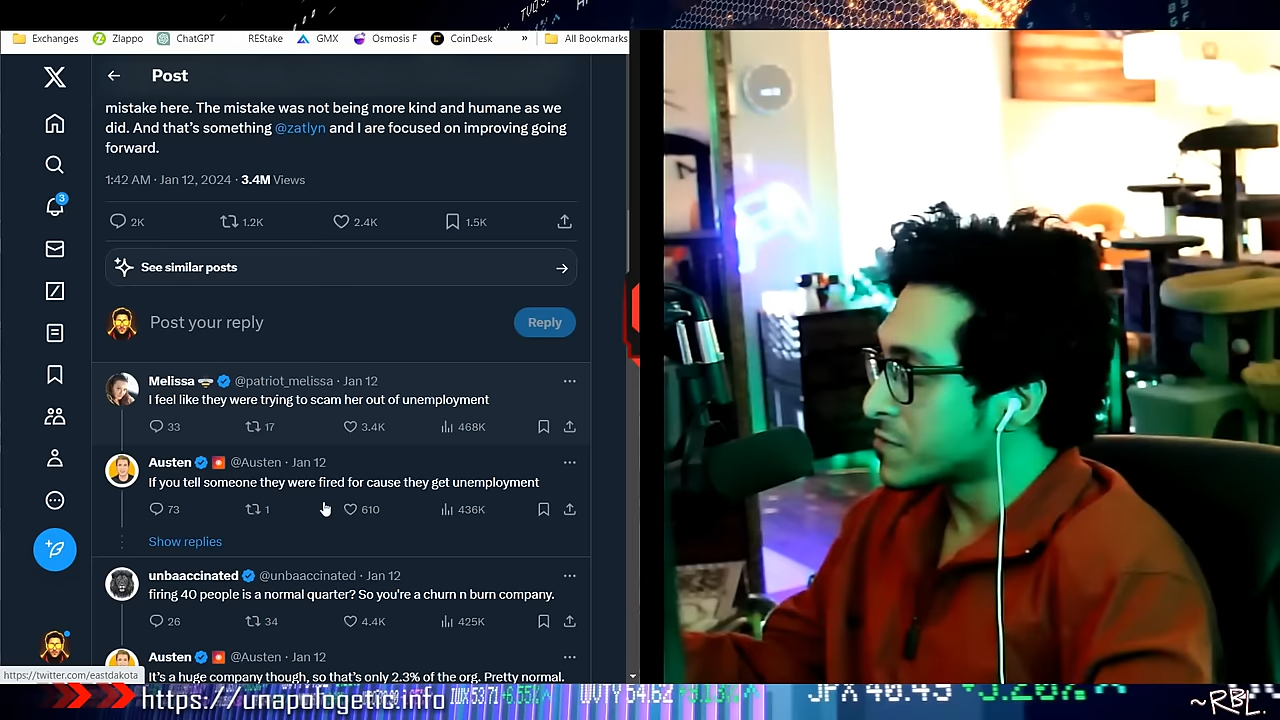 Exchanges
Zlappo
ChatGPT
REStake
GMX
Osmosis F
CoinDesk
»
All Bookmarks
Post
mistake here. The mistake was not being more kind and humane as we
did. And that's something @zatlyn and I are focused on improving going
forward.
1:42 AM · Jan 12, 2024 · 3.4M Views
2K
1.2K
2.4K
1.5K
See similar posts
3
Post your reply
Reply
Melissa @patriot_melissa · Jan 12
I feel like they were trying to scam her out of unemployment
33
17
3.4K
468K
Austen @Austen · Jan 12
If you tell someone they were fired for cause they get unemployment
73
1
610
436K
Show replies
unbaaccinated @unbaaccinated · Jan 12
firing 40 people is a normal quarter? So you're a churn n burn company.
26
34
4.4K
425K
Austen @Austen · Jan 12
It's a huge company though, so that's only 2.3% of the org. Pretty normal.
https://twitter.com/eastdakota
https://unapologetic.info
~RBL.